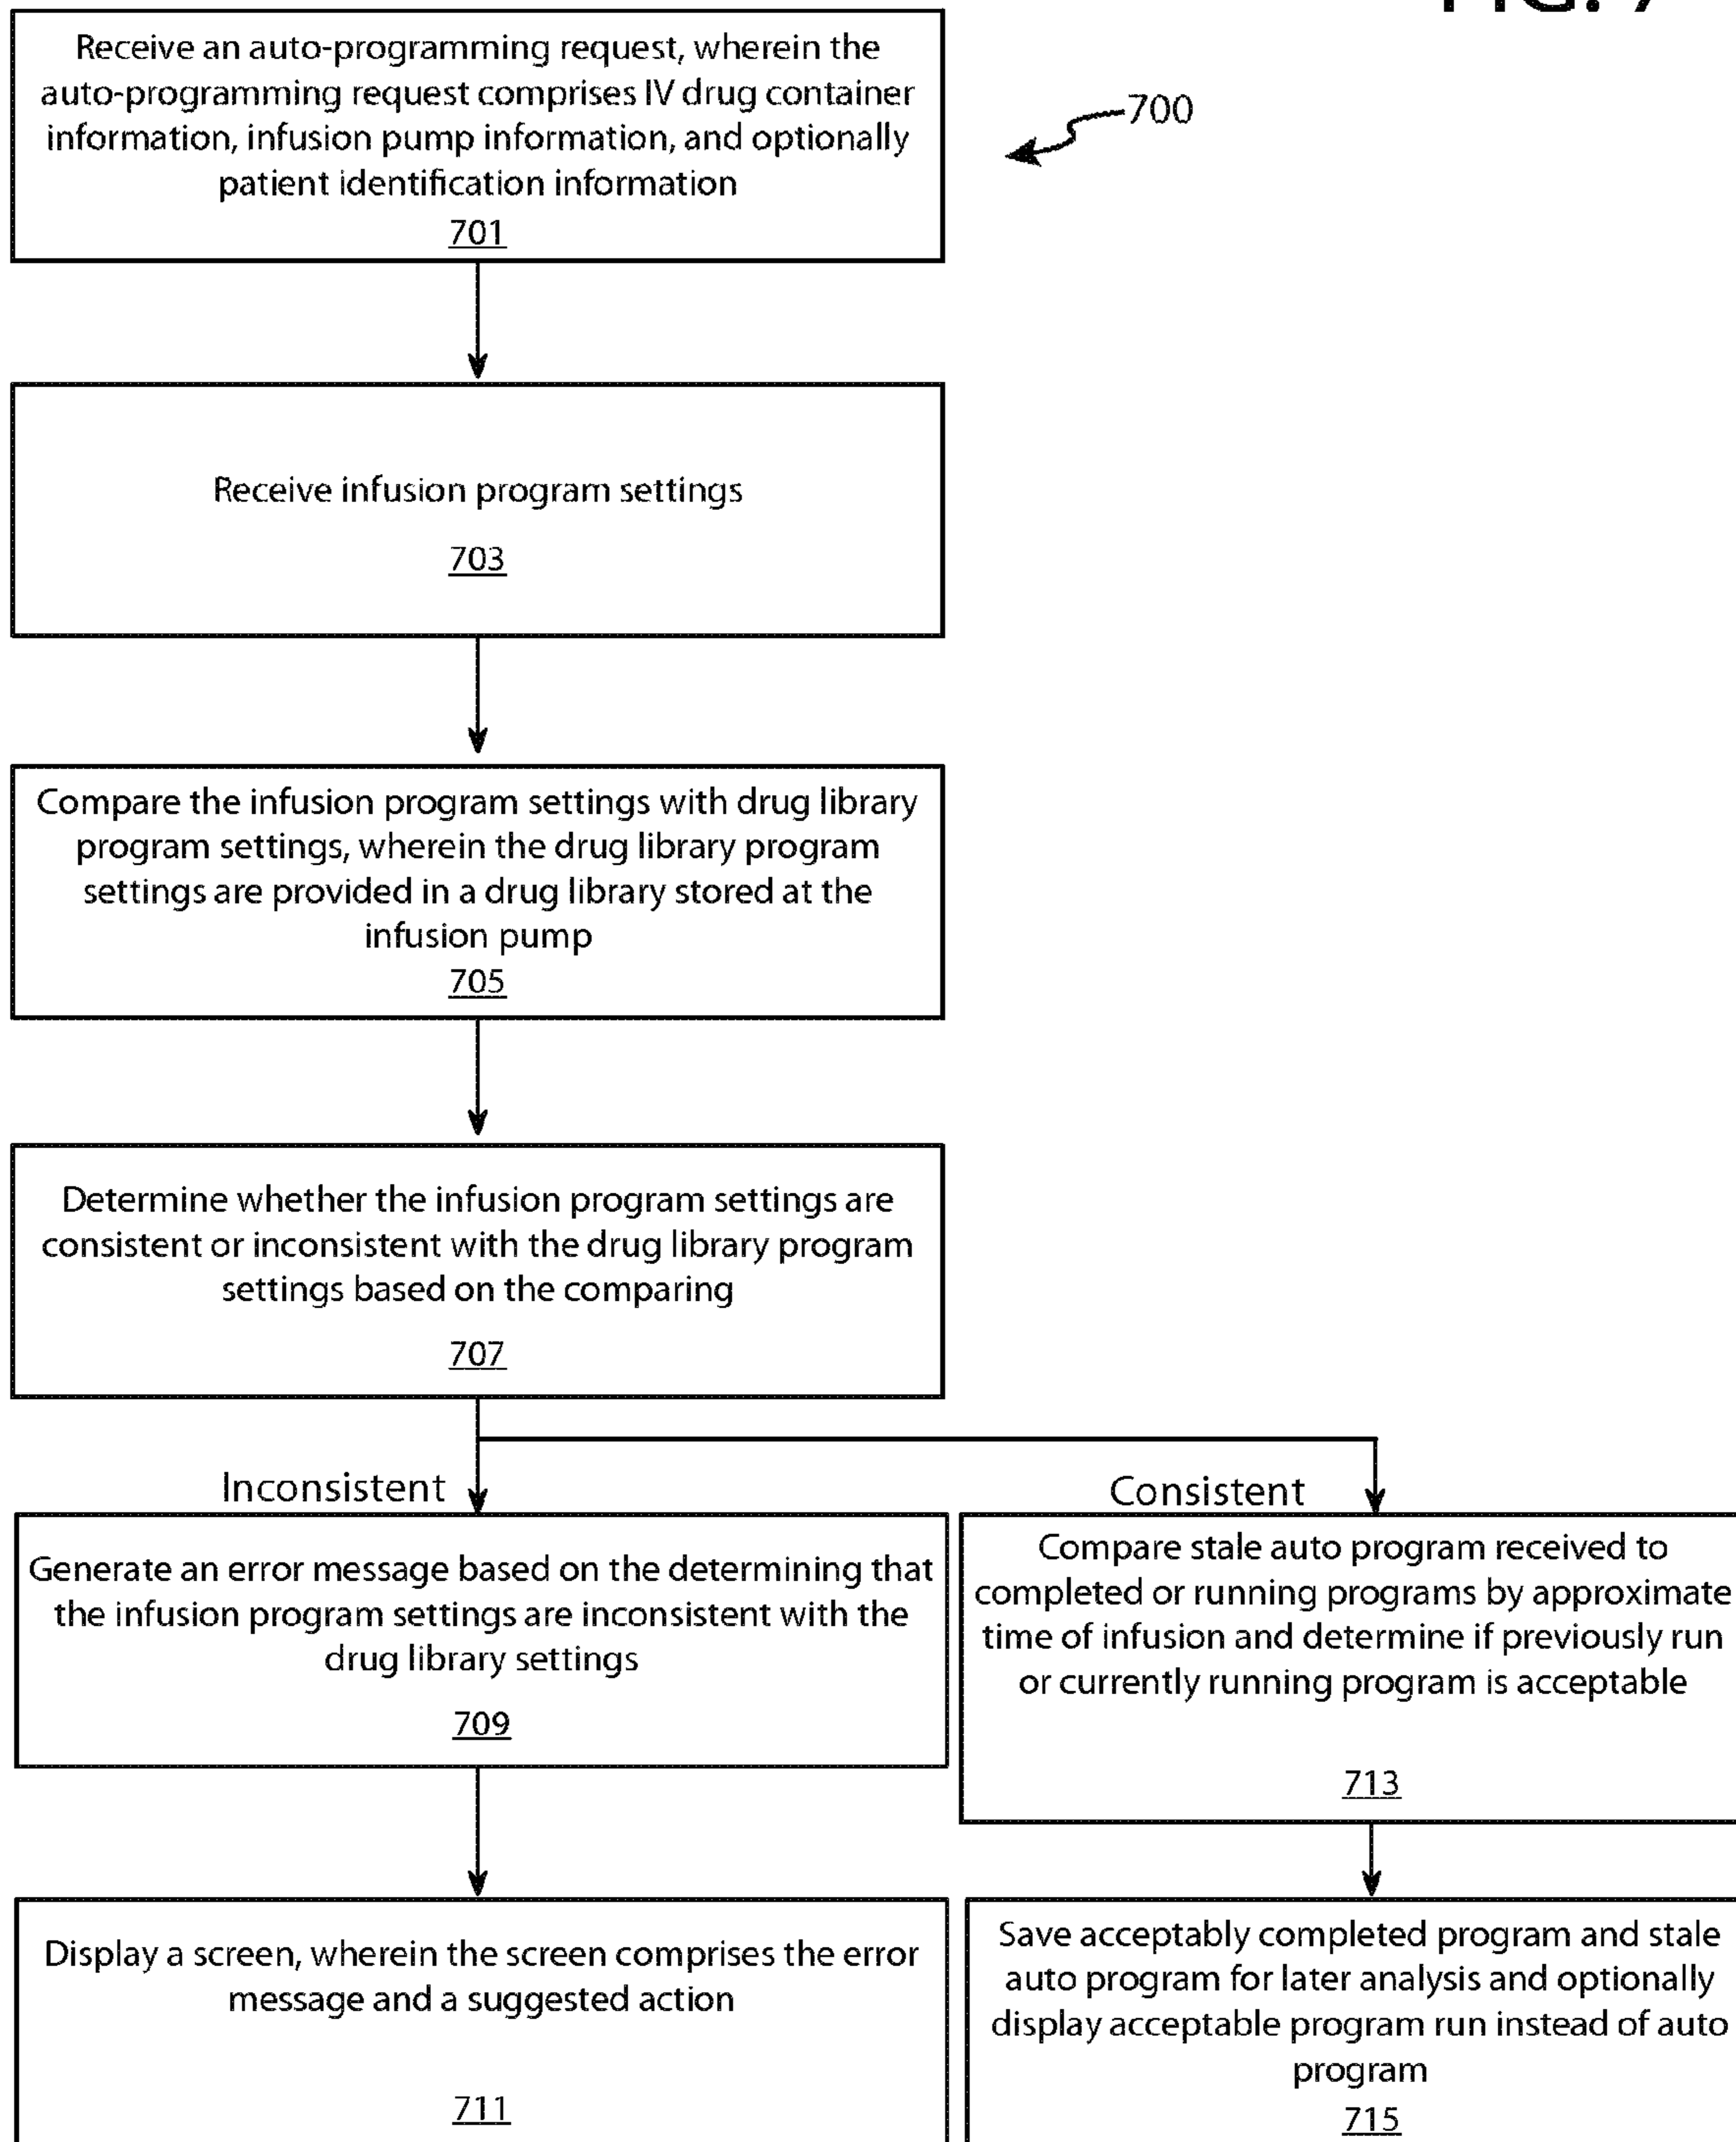 FIG. 7
Receive an auto-programming request, wherein the
auto-programming request comprises IV drug container
information, infusion pump information, and optionally
patient identification information
701
700
Receive infusion program settings
703
Compare the infusion program settings with drug library
program settings, wherein the drug library program
settings are provided in a drug library stored at the
infusion pump
705
Determine whether the infusion program settings are
consistent or inconsistent with the drug library program
settings based on the comparing
707
Inconsistent
Consistent
Generate an error message based on the determining that
the infusion program settings are inconsistent with the
drug library settings
709
Compare stale auto program received to
completed or running programs by approximate
time of infusion and determine if previously run
or currently running program is acceptable
713
Display a screen, wherein the screen comprises the error
message and a suggested action
711
Save acceptably completed program and stale
auto program for later analysis and optionally
display acceptable program run instead of auto
program
715